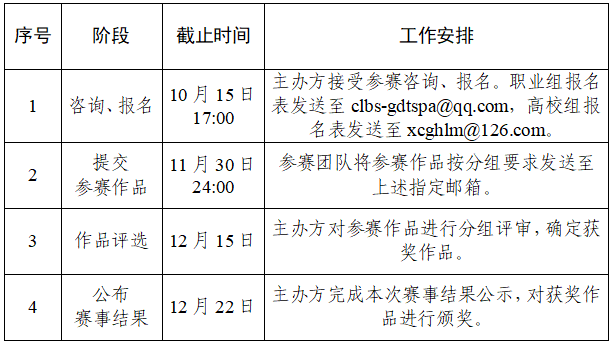 序号 阶段 截止时间 工作安排
1 咨询、报名 10 月 15 日 17:00 主办方接受参赛咨询、报名。职业组报名
表发送至 clbs-gdtspa@qq.com，高校组报
名表发送至 xcghlm@126.com。
2 提交 参赛作品 11 月 30 日 24:00 参赛团队将参赛作品按分组要求发送至
上述指定邮箱。
3 作品评选 12 月 15 日 主办方对参赛作品进行分组评审，确定获
奖作品。
4 公布 赛事结果 12 月 22 日 主办方完成本次赛事结果公示，对获奖作
品进行颁奖。